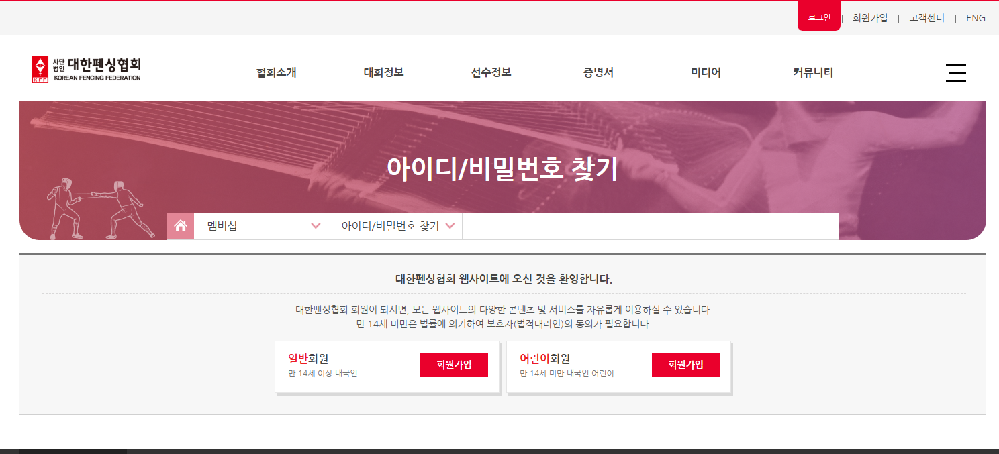 로그인 | 회원가입 | 고객센터 | ENG
사단법인 대한펜싱협회
KFF KOREAN FENCING FEDERATION
협회소개 대회정보 선수정보 증명서 미디어 커뮤니티
아이디/비밀번호 찾기
멤버십 아이디/비밀번호 찾기
대한펜싱협회 웹사이트에 오신 것을 환영합니다.
대한펜싱협회 회원이 되시면, 모든 웹사이트의 다양한 콘텐츠 및 서비스를 자유롭게 이용하실 수 있습니다.
만 14세 미만은 법률에 의거하여 보호자(법적대리인)의 동의가 필요합니다.
일반회원
만 14세 이상 내국인
회원가입
어린이회원
만 14세 미만 내국인 어린이
회원가입